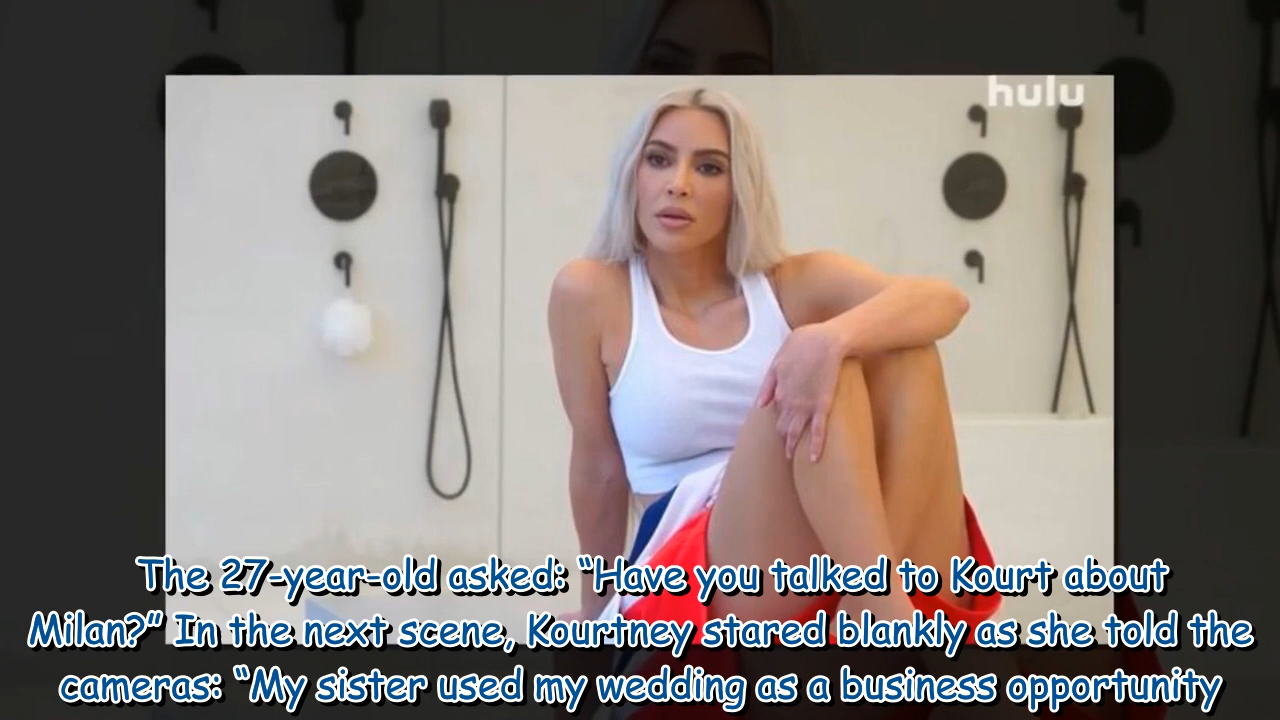 hulu
The 27-year-old asked: “Have you talked to Kourt about
Milan?” In the next scene, Kourtney stared blankly as she told the
cameras: “My sister used my wedding as a business opportunity